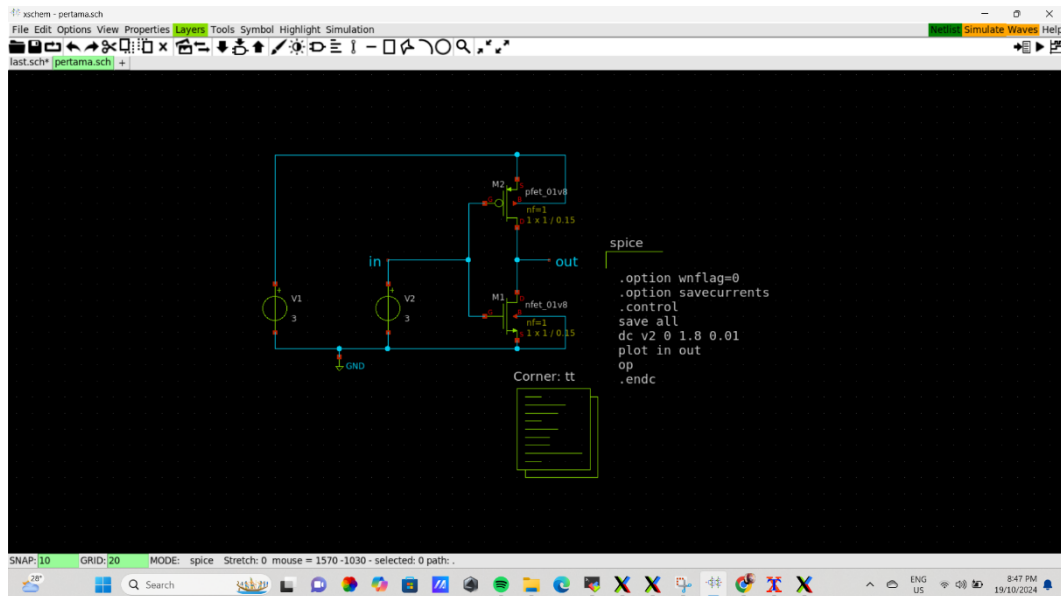 xschem - pertama.sch
File Edit Options View Properties Layers Tools Symbol Highlight Simulation Netlist Simulate Waves Help
last.sch* pertama.sch +
M2
S
pfet_01v8
G
B
nf=1
D 1 x 1 / 0.15
in
out
spice
V1
3
V2
3
M1
D
nfet_01v8
G
B
nf=1
S 1 x 1 / 0.15
.option wnflag=0
.option savecurrents
.control
save all
dc v2 0 1.8 0.01
plot in out
op
.endc
GND
Corner: tt
SNAP: 10 GRID: 20 MODE: spice Stretch: 0 mouse = 1570 -1030 - selected: 0 path: .
28°
Search
ENG
US
8:47 PM
19/10/2024